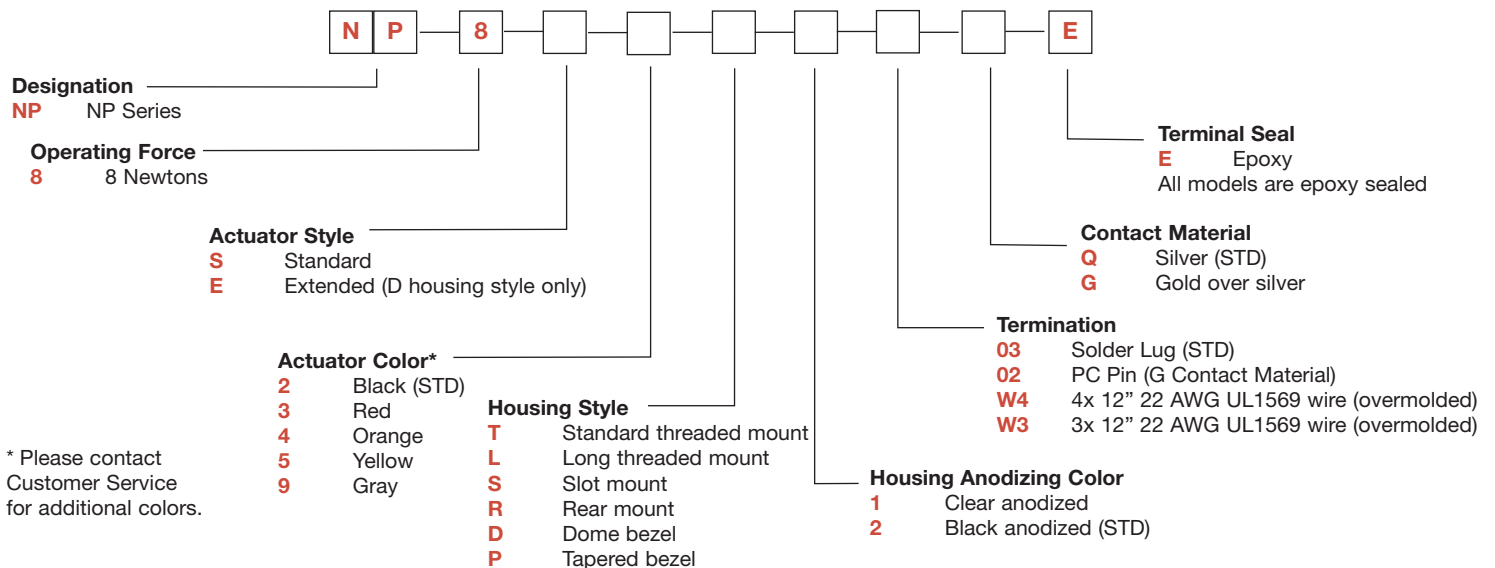 N P 8 E
Designation
NP NP Series
Operating Force
8 8 Newtons
Actuator Style
S Standard
E Extended (D housing style only)
Actuator Color*
2 Black (STD)
3 Red
4 Orange
5 Yellow
9 Gray
* Please contact
Customer Service
for additional colors.
Housing Style
T Standard threaded mount
L Long threaded mount
S Slot mount
R Rear mount
D Dome bezel
P Tapered bezel
Housing Anodizing Color
1 Clear anodized
2 Black anodized (STD)
Termination
03 Solder Lug (STD)
02 PC Pin (G Contact Material)
W4 4x 12” 22 AWG UL1569 wire (overmolded)
W3 3x 12” 22 AWG UL1569 wire (overmolded)
Contact Material
Q Silver (STD)
G Gold over silver
Terminal Seal
E Epoxy
All models are epoxy sealed